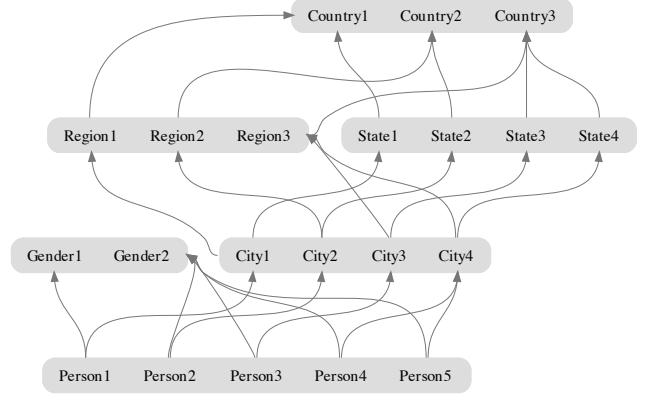 Country1 Country2 Country3
Region1 Region2 Region3 State1 State2 State3 State4
Gender1 Gender2 City1 City2 City3 City4
Person1 Person2 Person3 Person4 Person5